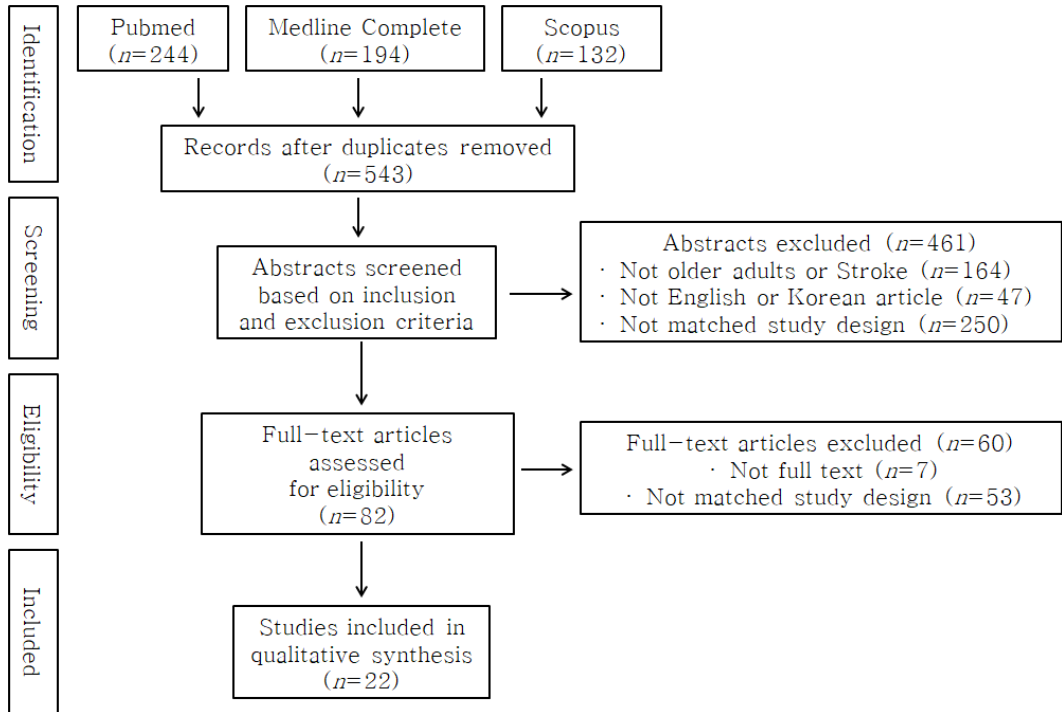 Identification
Pubmed
(n=244)
Medline Complete
(n=194)
Scopus
(n=132)
Records after duplicates removed
(n=543)
Screening
Abstracts screened
based on inclusion
and exclusion criteria
Abstracts excluded (n=461)
· Not older adults or Stroke (n=164)
· Not English or Korean article (n=47)
· Not matched study design (n=250)
Eligibility
Full-text articles
assessed
for eligibility
(n=82)
Full-text articles excluded (n=60)
· Not full text (n=7)
· Not matched study design (n=53)
Included
Studies included in
qualitative synthesis
(n=22)